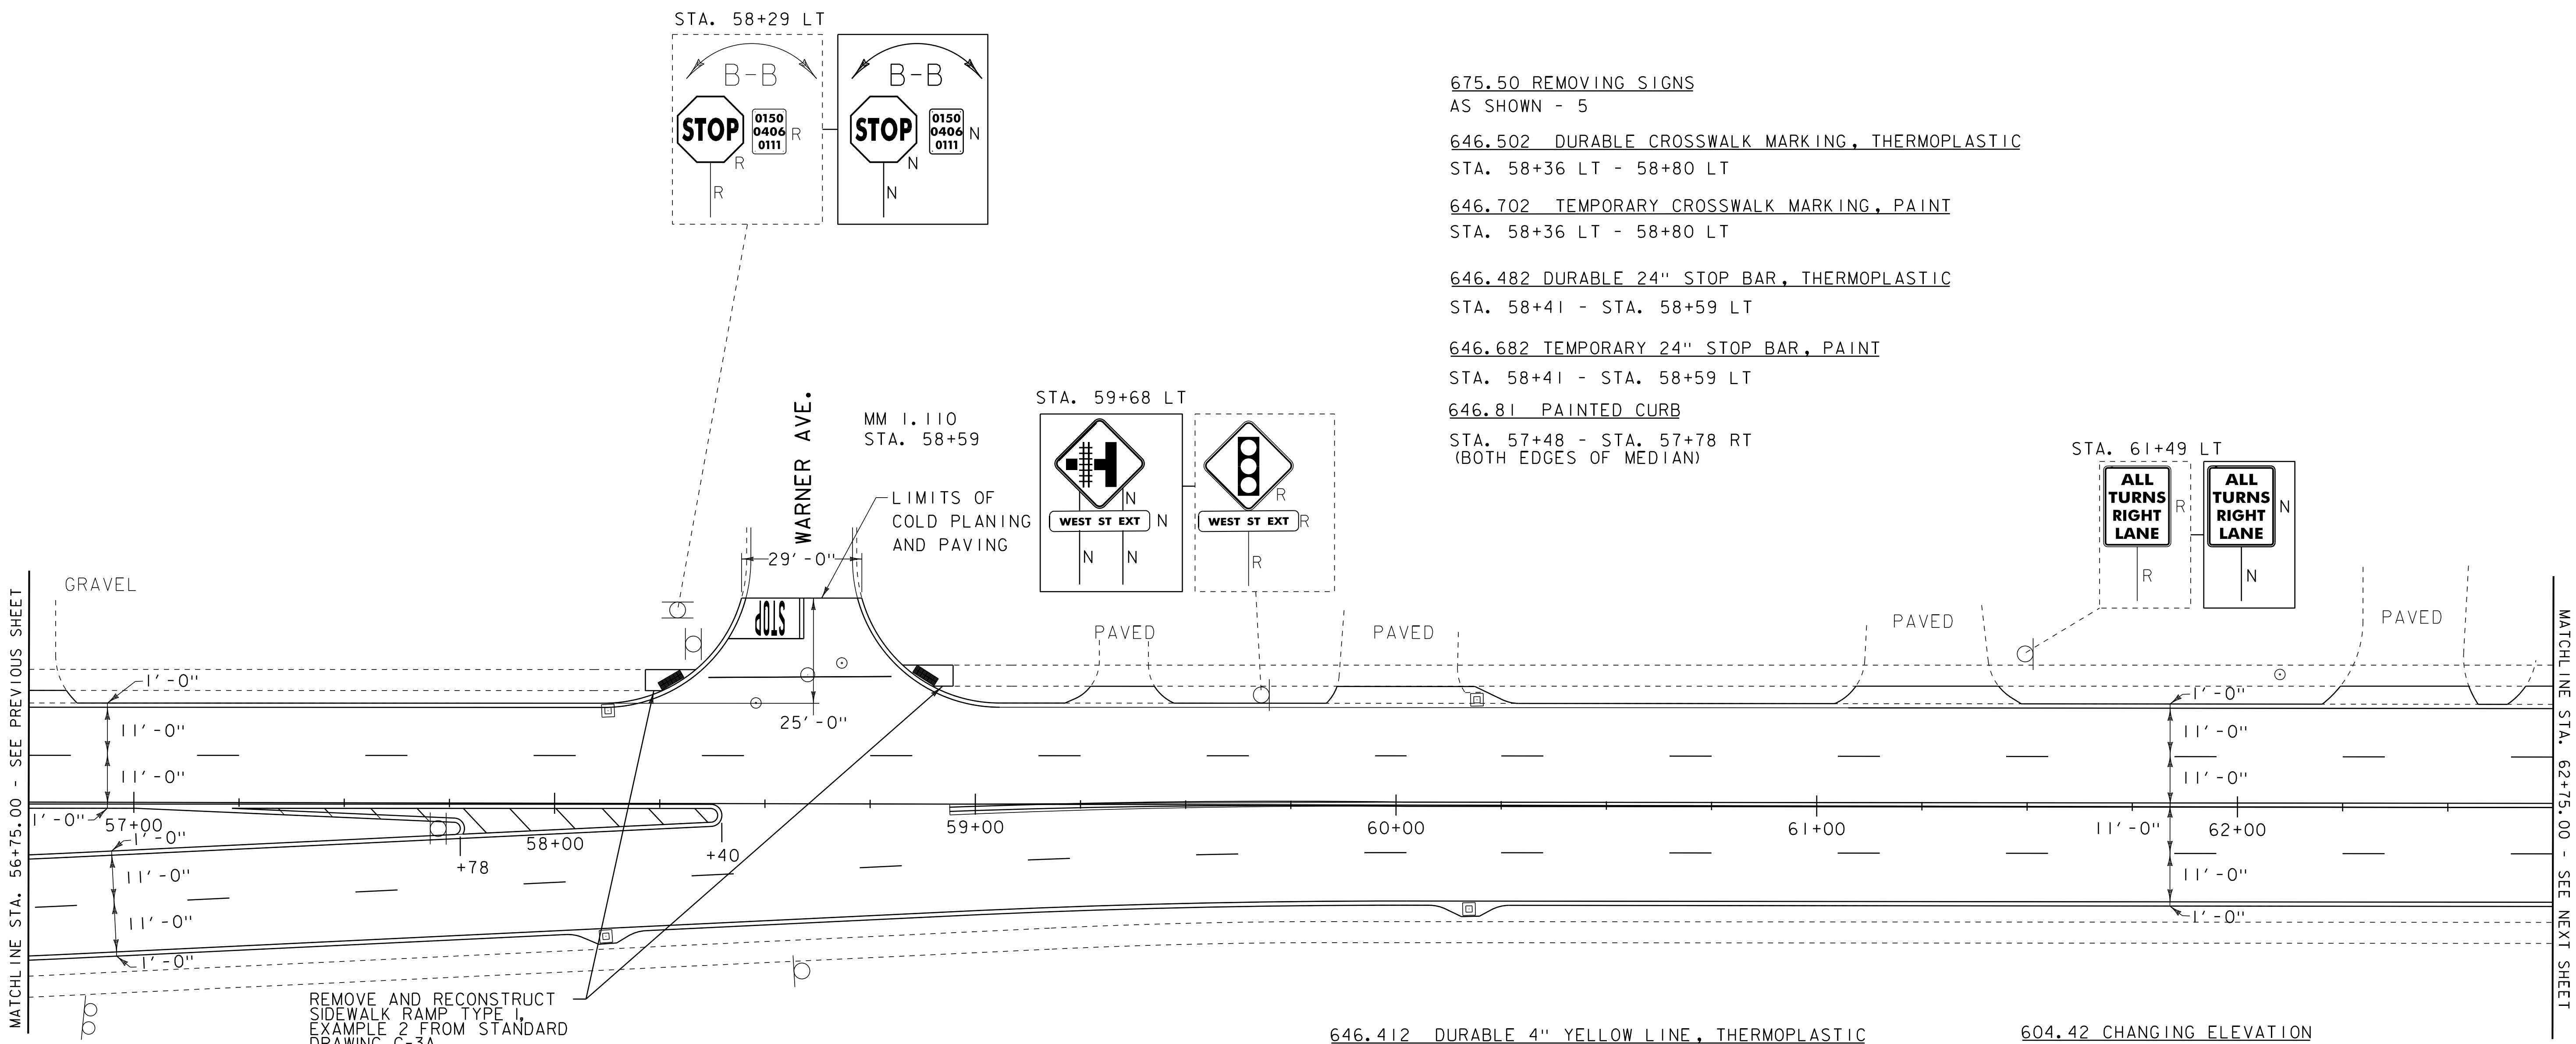 STA. 58+29 LT
B-B
B-B
STOP
0150
0406
0111
R
R
R
STOP
0150
0406
0111
N
N
N
675.50 REMOVING SIGNS
AS SHOWN - 5
646.502 DURABLE CROSSWALK MARKING, THERMOPLASTIC
STA. 58+36 LT - 58+80 LT
646.702 TEMPORARY CROSSWALK MARKING, PAINT
STA. 58+36 LT - 58+80 LT
646.482 DURABLE 24" STOP BAR, THERMOPLASTIC
STA. 58+41 - STA. 58+59 LT
646.682 TEMPORARY 24" STOP BAR, PAINT
STA. 58+41 - STA. 58+59 LT
646.81 PAINTED CURB
STA. 57+48 - STA. 57+78 RT
(BOTH EDGES OF MEDIAN)
WARNER AVE.
MM 1.110
STA. 58+59
LIMITS OF
COLD PLANING
AND PAVING
STA. 59+68 LT
N
WEST ST EXT N
N N
R
WEST ST EXT R
R
STA. 61+49 LT
ALL
TURNS
RIGHT
LANE
R
R
ALL
TURNS
RIGHT
LANE
N
N
29'-0"
STOP
25'-0"
GRAVEL
PAVED
PAVED
PAVED
PAVED
MATCHLINE STA. 56+75.00 - SEE PREVIOUS SHEET
MATCHLINE STA. 62+75.00 - SEE NEXT SHEET
1'-0"
11'-0"
11'-0"
1'-0"
57+00
1'-0"
11'-0"
11'-0"
1'-0"
+78
58+00
+40
59+00
60+00
61+00
62+00
1'-0"
11'-0"
11'-0"
11'-0"
11'-0"
1'-0"
REMOVE AND RECONSTRUCT
SIDEWALK RAMP TYPE 1,
EXAMPLE 2 FROM STANDARD
DRAWING C-3A
646.412 DURABLE 4" YELLOW LINE, THERMOPLASTIC
604.42 CHANGING ELEVATION